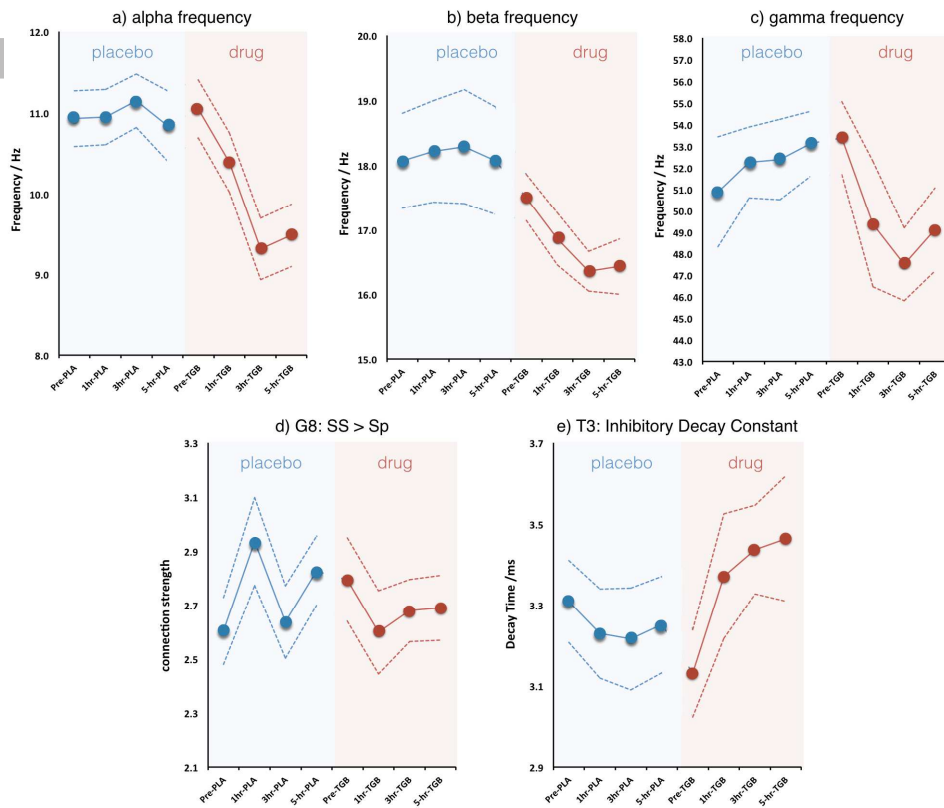 a) alpha frequency
placebo drug
Frequency / Hz
12.0
11.0
10.0
9.0
8.0
Pre-PLA 1hr-PLA 3hr-PLA 5-hr-PLA Pre-TGB 1hr-TGB 3hr-TGB 5-hr-TGB
b) beta frequency
placebo drug
Frequency / Hz
20.0
19.0
18.0
17.0
16.0
15.0
Pre-PLA 1hr-PLA 3hr-PLA 5-hr-PLA Pre-TGB 1hr-TGB 3hr-TGB 5-hr-TGB
c) gamma frequency
placebo drug
Frequency / Hz
58.0
57.0
56.0
55.0
54.0
53.0
52.0
51.0
50.0
49.0
48.0
47.0
46.0
45.0
44.0
43.0
Pre-PLA 1hr-PLA 3hr-PLA 5-hr-PLA Pre-TGB 1hr-TGB 3hr-TGB 5-hr-TGB
d) G8: SS > Sp
placebo drug
connection strength
3.3
3.1
2.9
2.7
2.5
2.3
2.1
Pre-PLA 1hr-PLA 3hr-PLA 5-hr-PLA Pre-TGB 1hr-TGB 3hr-TGB 5-hr-TGB
e) T3: Inhibitory Decay Constant
placebo drug
Decay Time /ms
3.7
3.5
3.3
3.1
2.9
Pre-PLA 1hr-PLA 3hr-PLA 5-hr-PLA Pre-TGB 1hr-TGB 3hr-TGB 5-hr-TGB